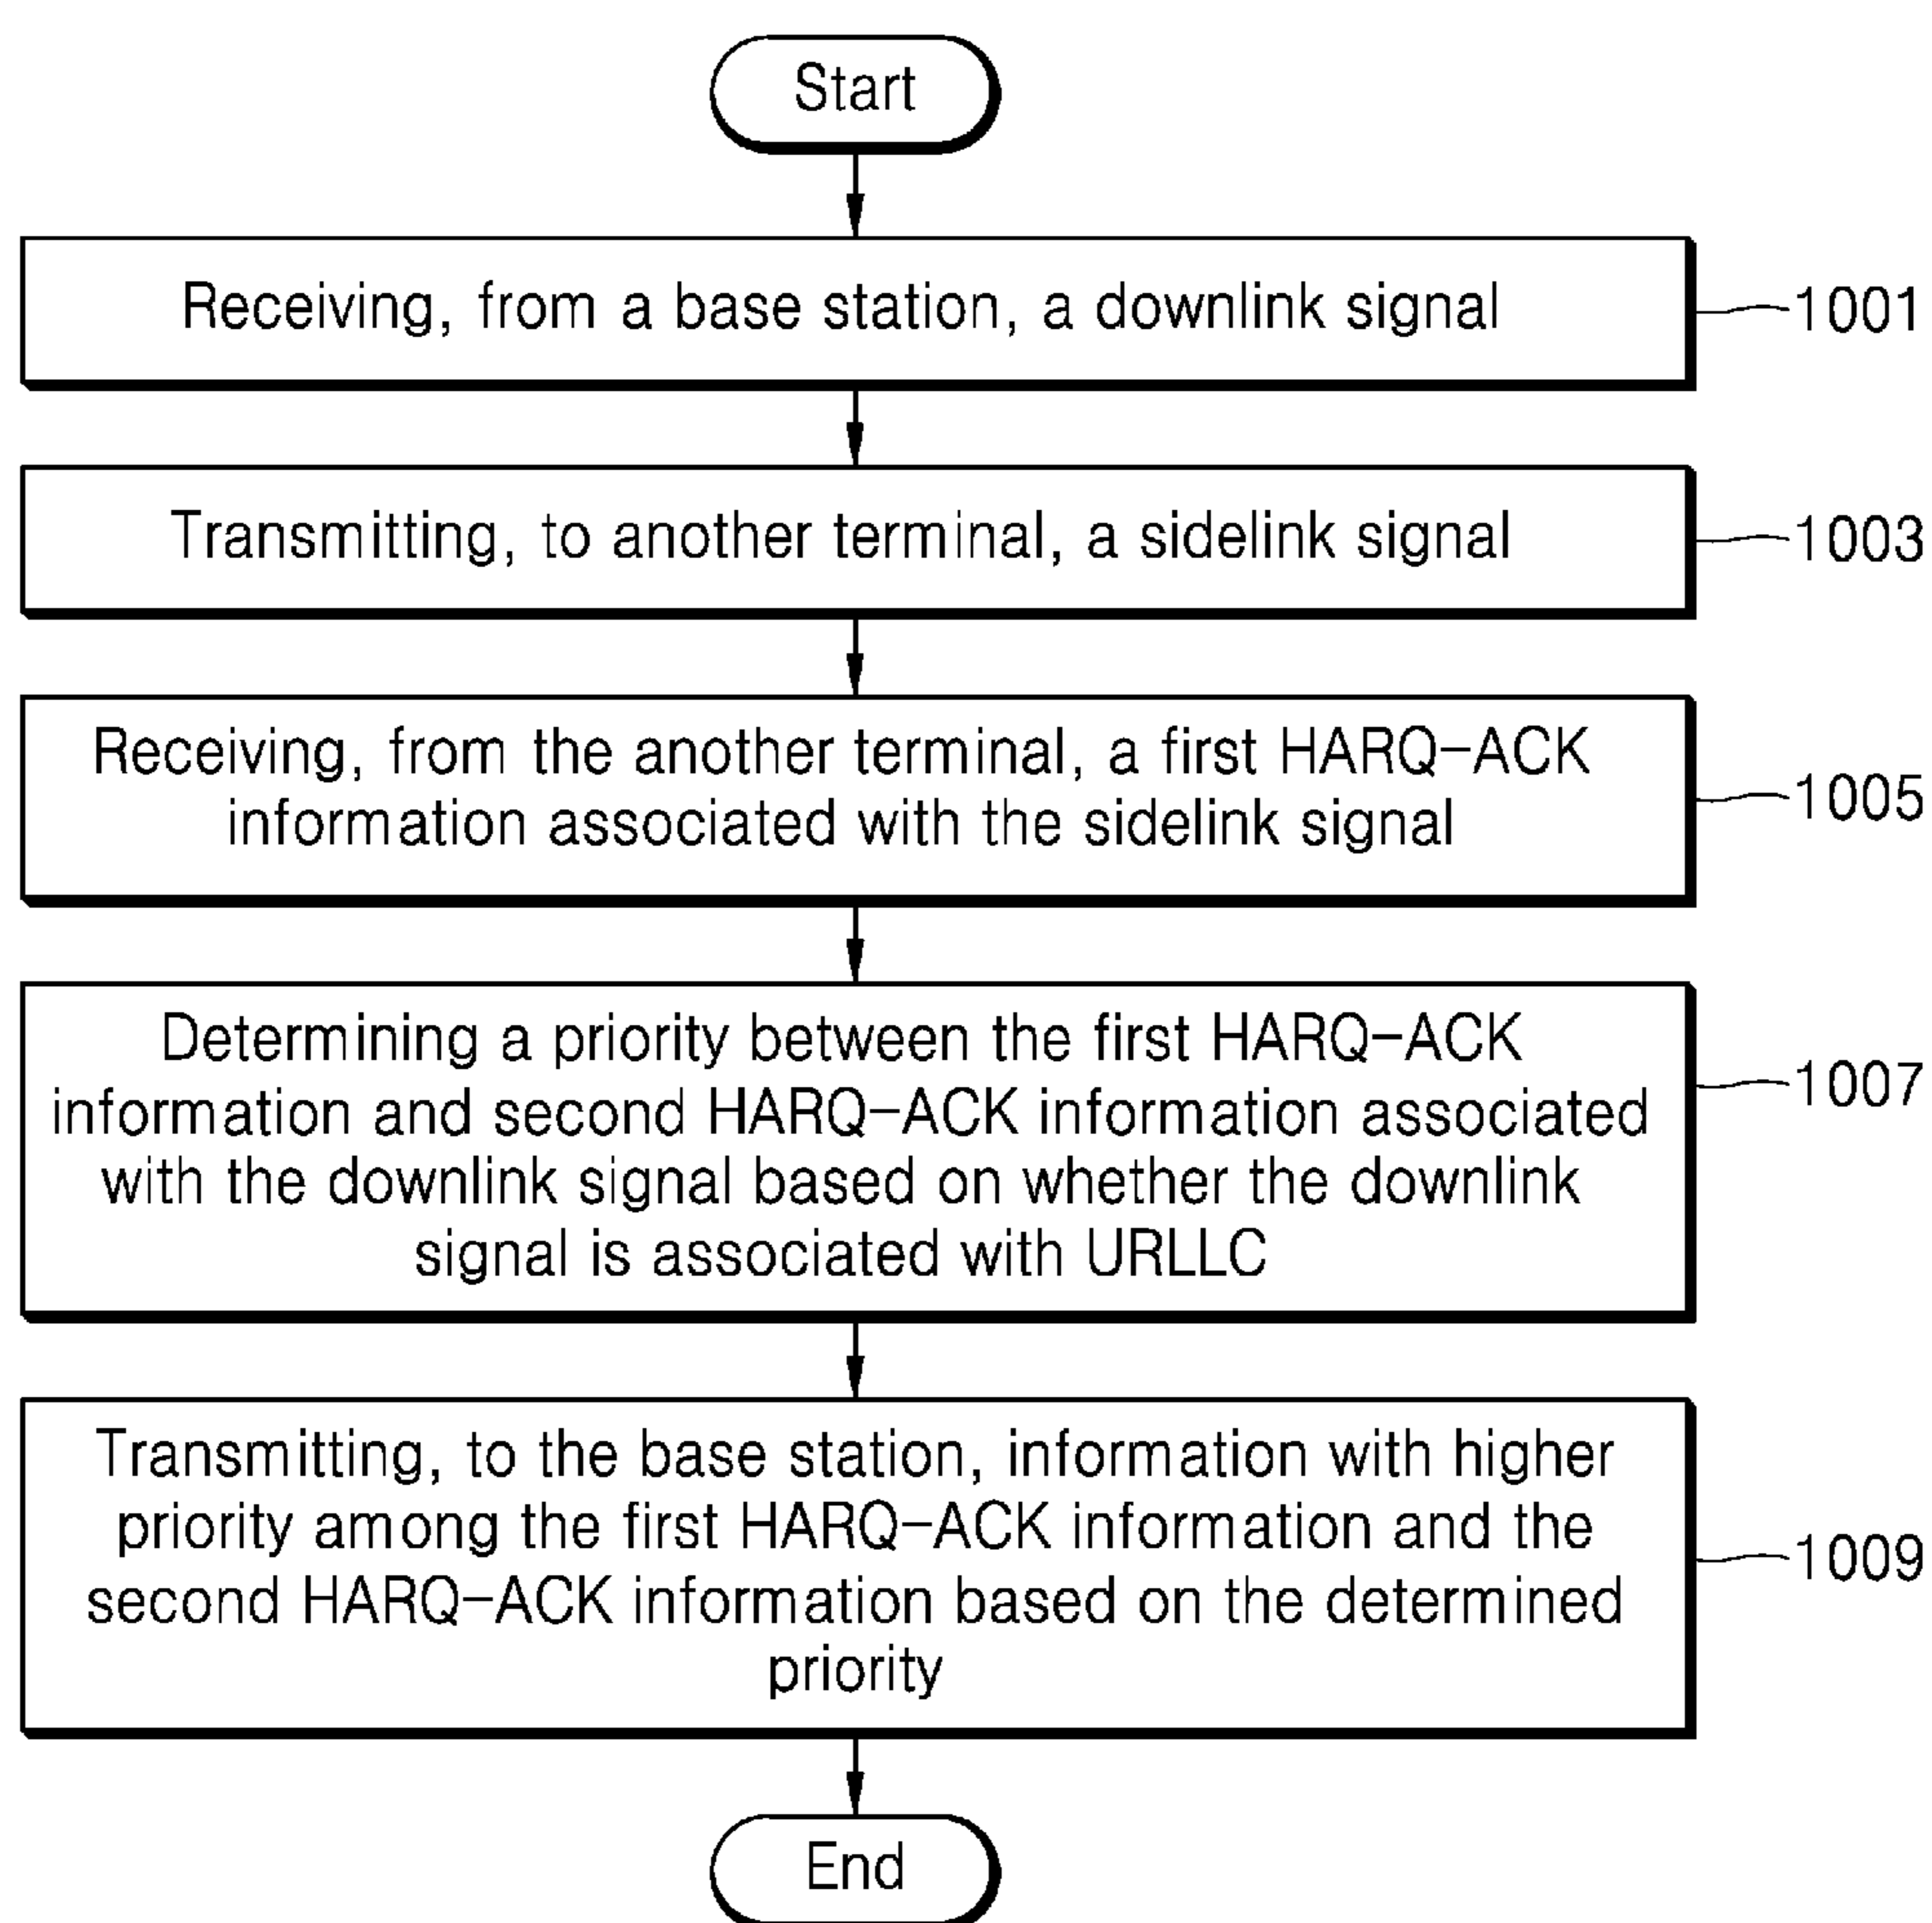 Start
Receiving, from a base station, a downlink signal
1001
Transmitting, to another terminal, a sidelink signal
1003
Receiving, from the another terminal, a first HARQ–ACK
information associated with the sidelink signal
1005
Determining a priority between the first HARQ–ACK
information and second HARQ–ACK information associated
with the downlink signal based on whether the downlink
signal is associated with URLLC
1007
Transmitting, to the base station, information with higher
priority among the first HARQ–ACK information and the
second HARQ–ACK information based on the determined
priority
1009
End